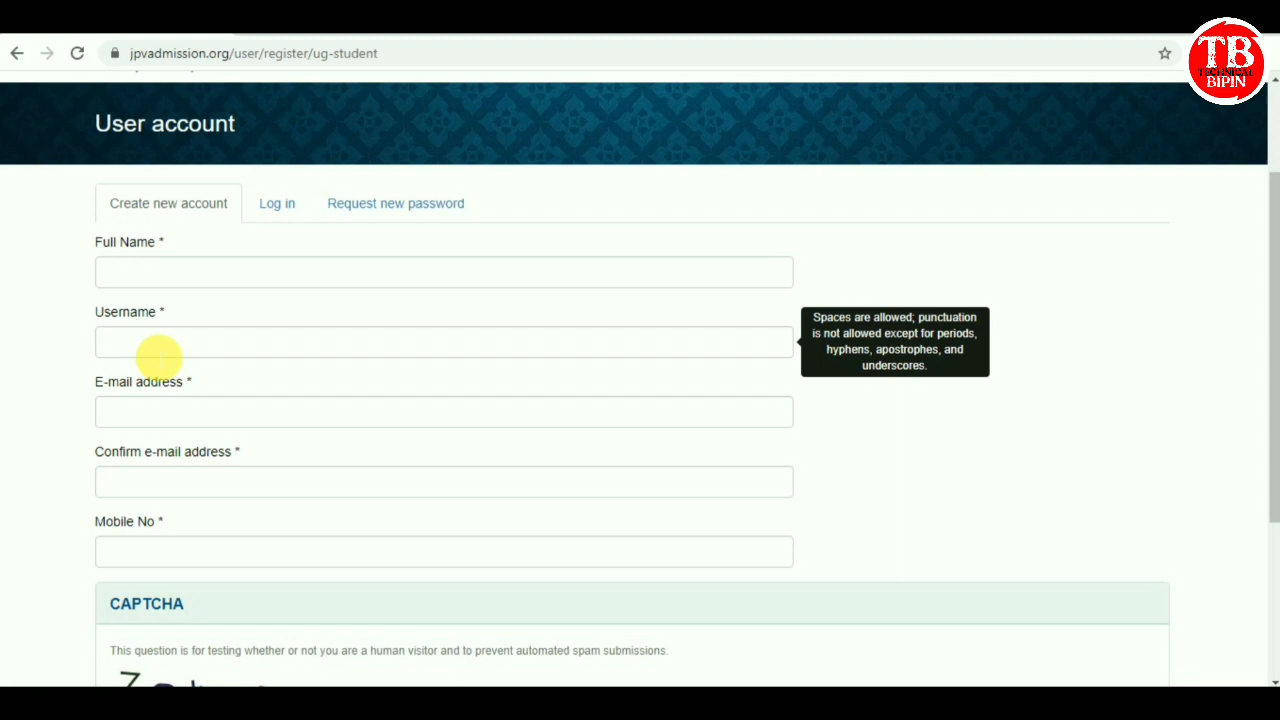 jpvadmission.org/user/register/ug-student
TB
TECHNICAL
BIPIN
User account
Create new account
Log in
Request new password
Full Name *
Username *
Spaces are allowed; punctuation
is not allowed except for periods,
hyphens, apostrophes, and
underscores.
E-mail address *
Confirm e-mail address *
Mobile No *
CAPTCHA
This question is for testing whether or not you are a human visitor and to prevent automated spam submissions.